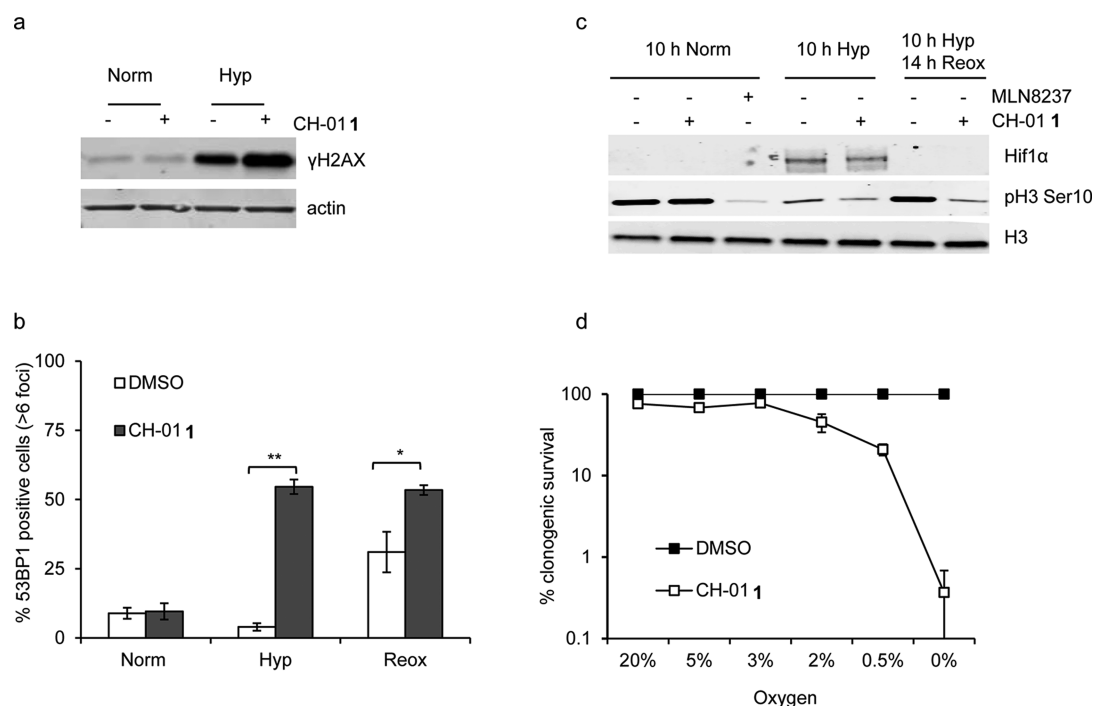 a
Norm Hyp
- + - + CH-01 1
γH2AX
actin
b
% 53BP1 positive cells (>6 foci)
100
75
50
25
0
DMSO
CH-01 1
**
*
Norm Hyp Reox
c
10 h Norm 10 h Hyp 10 h Hyp
14 h Reox
- - + - - - - MLN8237
- + - - + - + CH-01 1
Hif1α
pH3 Ser10
H3
d
% clonogenic survival
100
10
1
0.1
DMSO
CH-01 1
20% 5% 3% 2% 0.5% 0%
Oxygen